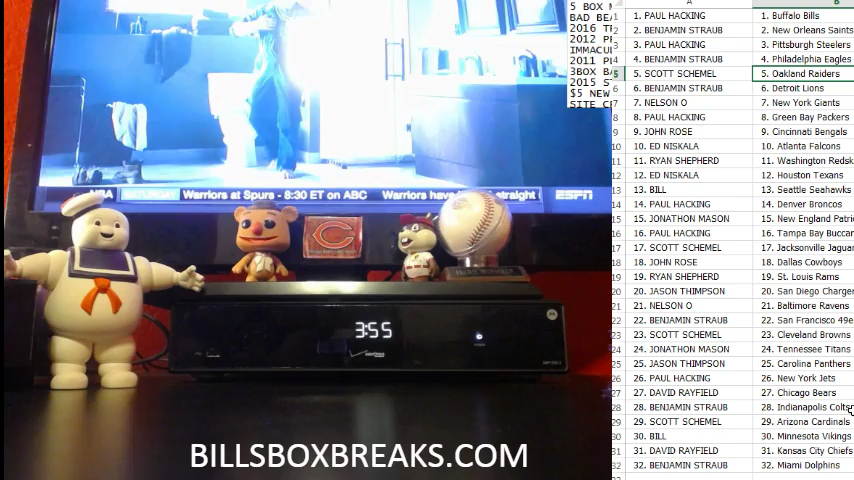 5 BOX
BAD BEA
2016 T
2012 P
IMMACUL
2011 P
3BOX BA
2015 S
$5 NEW
SITE C
NBA SATURDAY Warriors at Spurs - 8:30 ET on ABC Warriors have straight
ESPN
3:55
verizon
BILLSBOXBREAKS.COM
A B
1. PAUL HACKING 1. Buffalo Bills
2. BENJAMIN STRAUB 2. New Orleans Saints
3. PAUL HACKING 3. Pittsburgh Steelers
4. BENJAMIN STRAUB 4. Philadelphia Eagles
5. SCOTT SCHEMEL 5. Oakland Raiders
6. BENJAMIN STRAUB 6. Detroit Lions
7. NELSON O 7. New York Giants
8. PAUL HACKING 8. Green Bay Packers
9. JOHN ROSE 9. Cincinnati Bengals
10. ED NISKALA 10. Atlanta Falcons
11. RYAN SHEPHERD 11. Washington Redsk
12. ED NISKALA 12. Houston Texans
13. BILL 13. Seattle Seahawks
14. PAUL HACKING 14. Denver Broncos
15. JONATHON MASON 15. New England Patri
16. PAUL HACKING 16. Tampa Bay Buccan
17. SCOTT SCHEMEL 17. Jacksonville Jaguar
18. JOHN ROSE 18. Dallas Cowboys
19. RYAN SHEPHERD 19. St. Louis Rams
20. JASON THIMPSON 20. San Diego Charger
21. NELSON O 21. Baltimore Ravens
22. BENJAMIN STRAUB 22. San Francisco 49e
23. SCOTT SCHEMEL 23. Cleveland Browns
24. JONATHON MASON 24. Tennessee Titans
25. JASON THIMPSON 25. Carolina Panthers
26. PAUL HACKING 26. New York Jets
27. DAVID RAYFIELD 27. Chicago Bears
28. BENJAMIN STRAUB 28. Indianapolis Colts
29. SCOTT SCHEMEL 29. Arizona Cardinals
30. BILL 30. Minnesota Vikings
31. DAVID RAYFIELD 31. Kansas City Chiefs
32. BENJAMIN STRAUB 32. Miami Dolphins